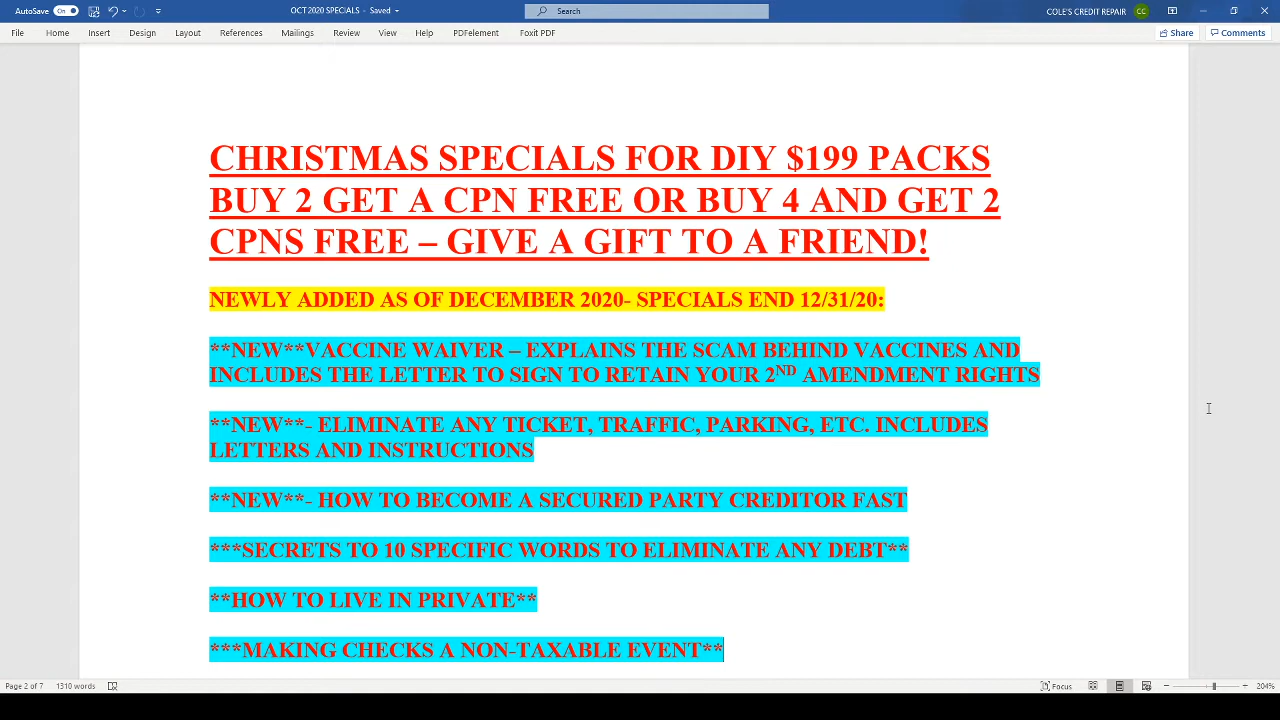 AutoSave On OCT 2020 SPECIALS - Saved Search COLE'S CREDIT REPAIR CC
File Home Insert Design Layout References Mailings Review View Help PDFelement Foxit PDF Share Comments
CHRISTMAS SPECIALS FOR DIY $199 PACKS
BUY 2 GET A CPN FREE OR BUY 4 AND GET 2
CPNS FREE – GIVE A GIFT TO A FRIEND!
NEWLY ADDED AS OF DECEMBER 2020- SPECIALS END 12/31/20:
**NEW**VACCINE WAIVER – EXPLAINS THE SCAM BEHIND VACCINES AND
INCLUDES THE LETTER TO SIGN TO RETAIN YOUR 2ND AMENDMENT RIGHTS
**NEW**- ELIMINATE ANY TICKET, TRAFFIC, PARKING, ETC. INCLUDES
LETTERS AND INSTRUCTIONS
**NEW**- HOW TO BECOME A SECURED PARTY CREDITOR FAST
***SECRETS TO 10 SPECIFIC WORDS TO ELIMINATE ANY DEBT**
**HOW TO LIVE IN PRIVATE**
***MAKING CHECKS A NON-TAXABLE EVENT**
Page 2 of 7 1310 words Focus 204%